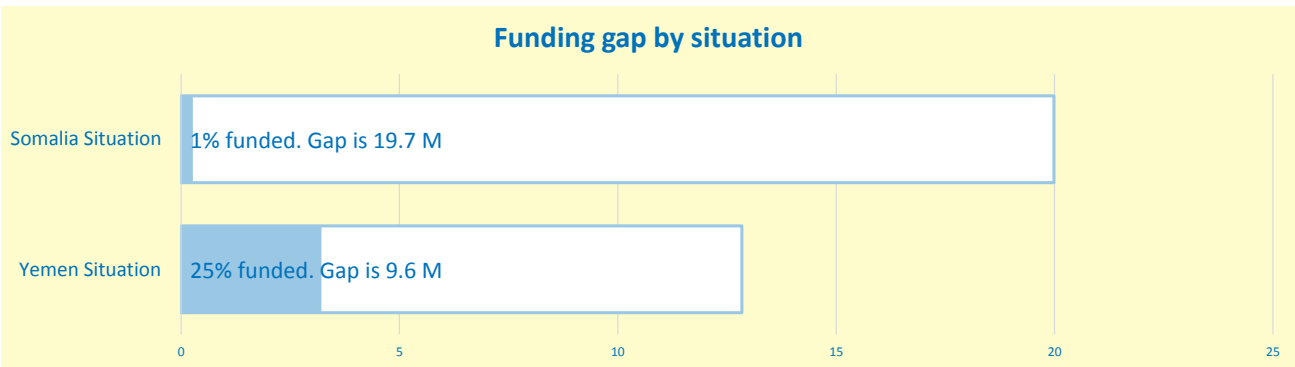 Funding gap by situation
Somalia Situation
1% funded. Gap is 19.7 M
Yemen Situation
25% funded. Gap is 9.6 M
0 5 10 15 20 25